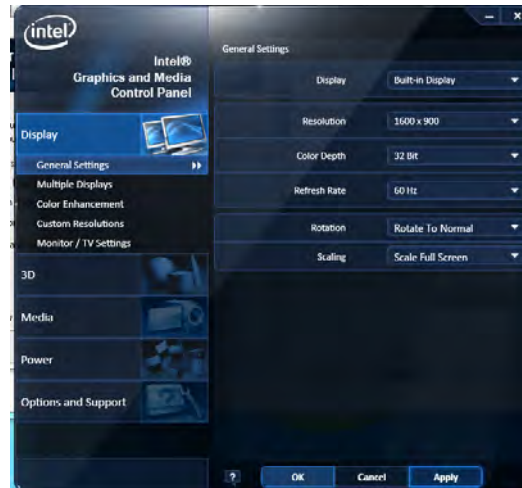 intel
Intel®
Graphics and Media
Control Panel
Display
General Settings
Multiple Displays
Color Enhancement
Custom Resolutions
Monitor / TV Settings
3D
Media
Power
Options and Support
General Settings
Display Built-in Display
Resolution 1600 x 900
Color Depth 32 Bit
Refresh Rate 60 Hz
Rotation Rotate To Normal
Scaling Scale Full Screen
? OK Cancel Apply